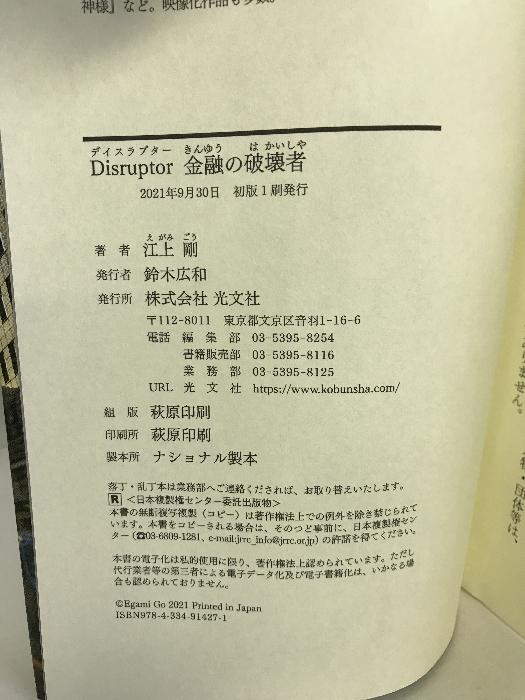 神様』など。映像化作品も多数。
ディスラプター きんゆう はかいしゃ
Disruptor 金融の破壊者
2021年9月30日 初版1刷発行
えがみ ごう
著者 江上 剛
発行者 鈴木広和
発行所 株式会社 光文社
〒112-8011 東京都文京区音羽1-16-6
電話 編集部 03-5395-8254
書籍販売部 03-5395-8116
業務部 03-5395-8125
URL 光文社 https://www.kobunsha.com/
組版 萩原印刷
印刷所 萩原印刷
製本所 ナショナル製本
落丁・乱丁本は業務部へご連絡くだされば、お取り替えいたします。
R <日本複製権センター委託出版物>
本書の無断複写複製（コピー）は著作権法上での例外を除き禁じられて
います。本書をコピーされる場合は、そのつど事前に、日本複製権セン
ター（☎03-6809-1281、e-mail:jrrc_info@jrrc.or.jp）の許諾を得てください。
本書の電子化は私的使用に限り、著作権法上認められています。ただし
代行業者等の第三者による電子データ化及び電子書籍化は、いかなる場
合も認められておりません。
©Egami Go 2021 Printed in Japan
ISBN978-4-334-91427-1
ありません。
・団体等は、